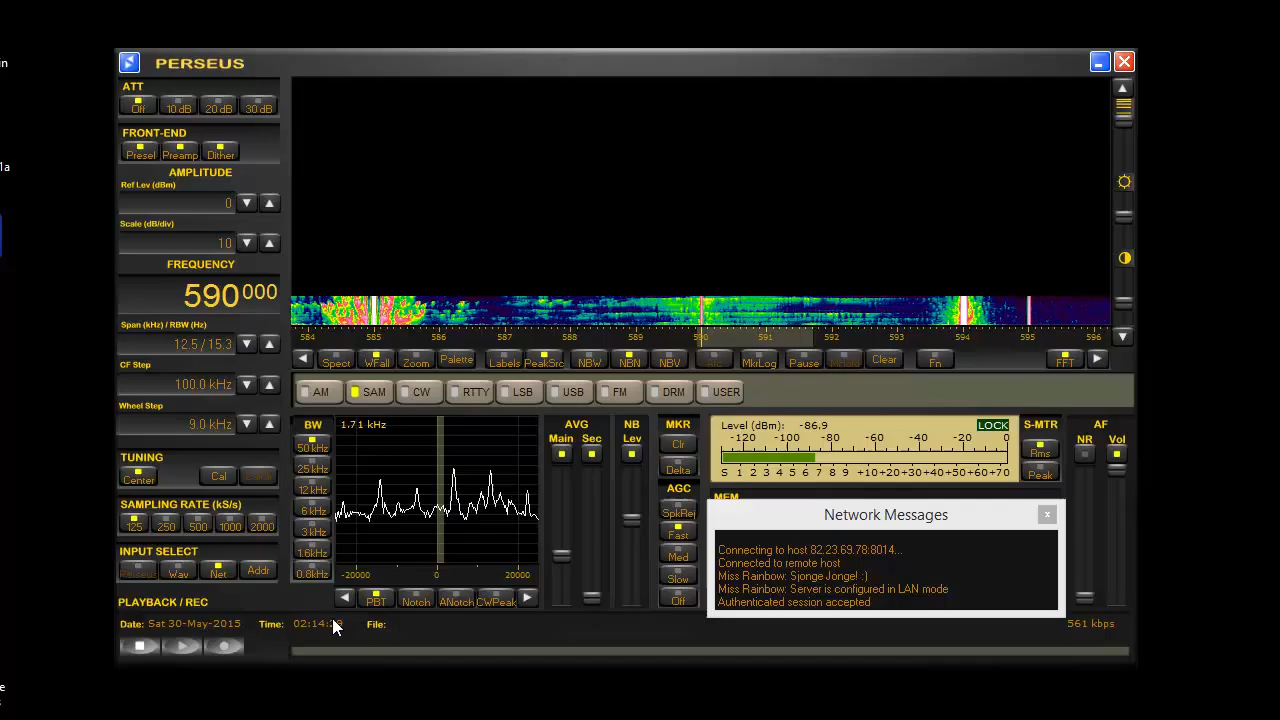 in
1a
e
s
PERSEUS
ATT
Off 10 dB 20 dB 30 dB
FRONT-END
Presel Preamp Dither
AMPLITUDE
Ref Lev (dBm)
0
Scale (dB/div)
10
FREQUENCY
590000
Span (kHz) / RBW (Hz)
12.5 / 15.3
CF Step
100.0 kHz
Wheel Step
9.0 kHz
TUNING
Center Cal
SAMPLING RATE (kS/s)
125 250 500 1000 2000
INPUT SELECT
Perseus Wav Net Addr
PLAYBACK / REC
584 585 586 587 588 589 590 591 592 593 594 595 596
Spect WFall Zoom Palette Labels PeakSrc NBW NBN NBV MkrLog Pause Clear Fn FFT
AM SAM CW RTTY LSB USB FM DRM USER
BW
50 kHz
25 kHz
12 kHz
6 kHz
3 kHz
1.6kHz
0.8kHz
1.71 kHz
-20000 0 20000
PBT Notch ANotch CWPeak
AVG
Main Sec
NB
Lev
MKR
Clr
Delta
AGC
SpkRej
Fast
Med
Slow
Off
Level (dBm): -86.9 LOCK
-120 -100 -80 -60 -40 -20 0
S 1 2 3 4 5 6 7 8 9 +10 +20 +30 +40 +50 +60 +70
S-MTR
Rms
Peak
AF
NR Vol
MEM
Network Messages
x
Connecting to host 82.23.69.78:8014...
Connected to remote host
Miss Rainbow: Sjonge Jonge! :)
Miss Rainbow: Server is configured in LAN mode
Authenticated session accepted
Date: Sat 30-May-2015 Time: File:
561 kbps